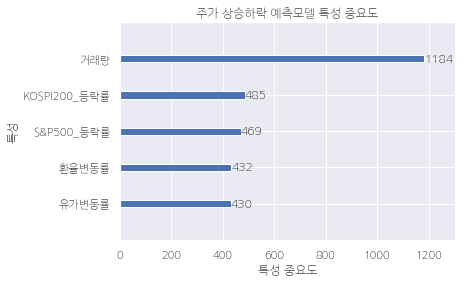 주가 상승하락 예측모델 특성 중요도
거래량
1184
KOSPI200_등락률
485
S&P500_등락률
469
환율변동률
432
유가변동률
430
특성
0 200 400 600 800 1000 1200
특성 중요도